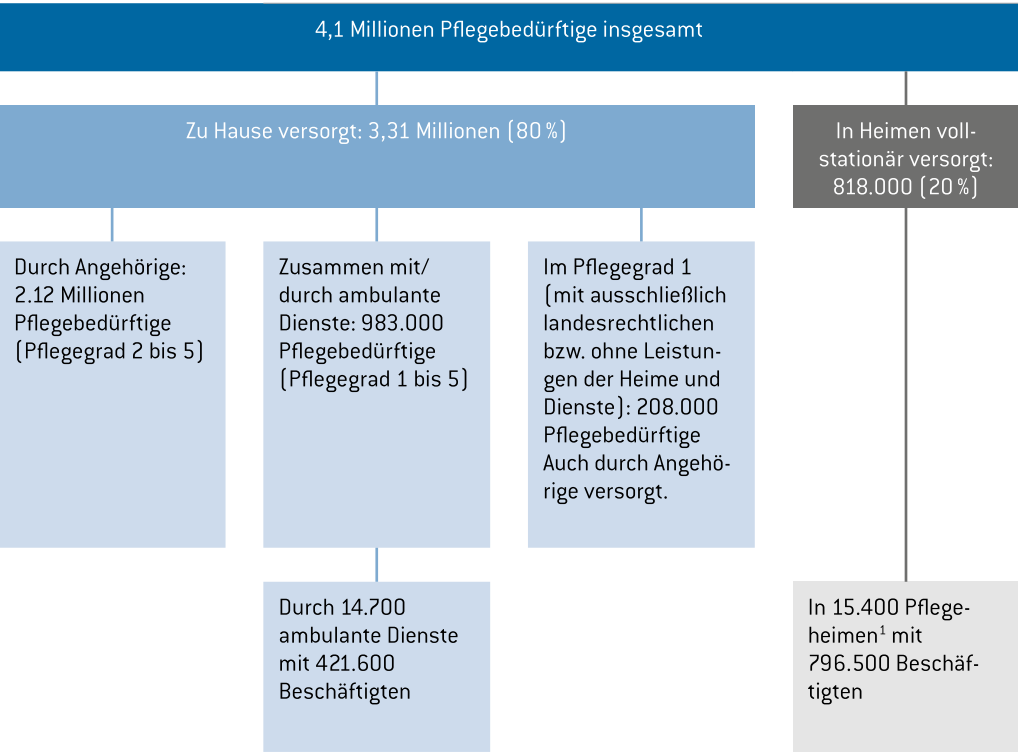 4,1 Millionen Pflegebedürftige insgesamt
Zu Hause versorgt: 3,31 Millionen (80 %)
In Heimen voll-
stationär versorgt:
818.000 (20 %)
Durch Angehörige:
2.12 Millionen
Pflegebedürftige
(Pflegegrad 2 bis 5)
Zusammen mit/
durch ambulante
Dienste: 983.000
Pflegebedürftige
(Pflegegrad 1 bis 5)
Im Pflegegrad 1
(mit ausschließlich
landesrechtlichen
bzw. ohne Leistun-
gen der Heime und
Dienste): 208.000
Pflegebedürftige
Auch durch Angehö-
rige versorgt.
Durch 14.700
ambulante Dienste
mit 421.600
Beschäftigten
In 15.400 Pflege-
heimen¹ mit
796.500 Beschäf-
tigten